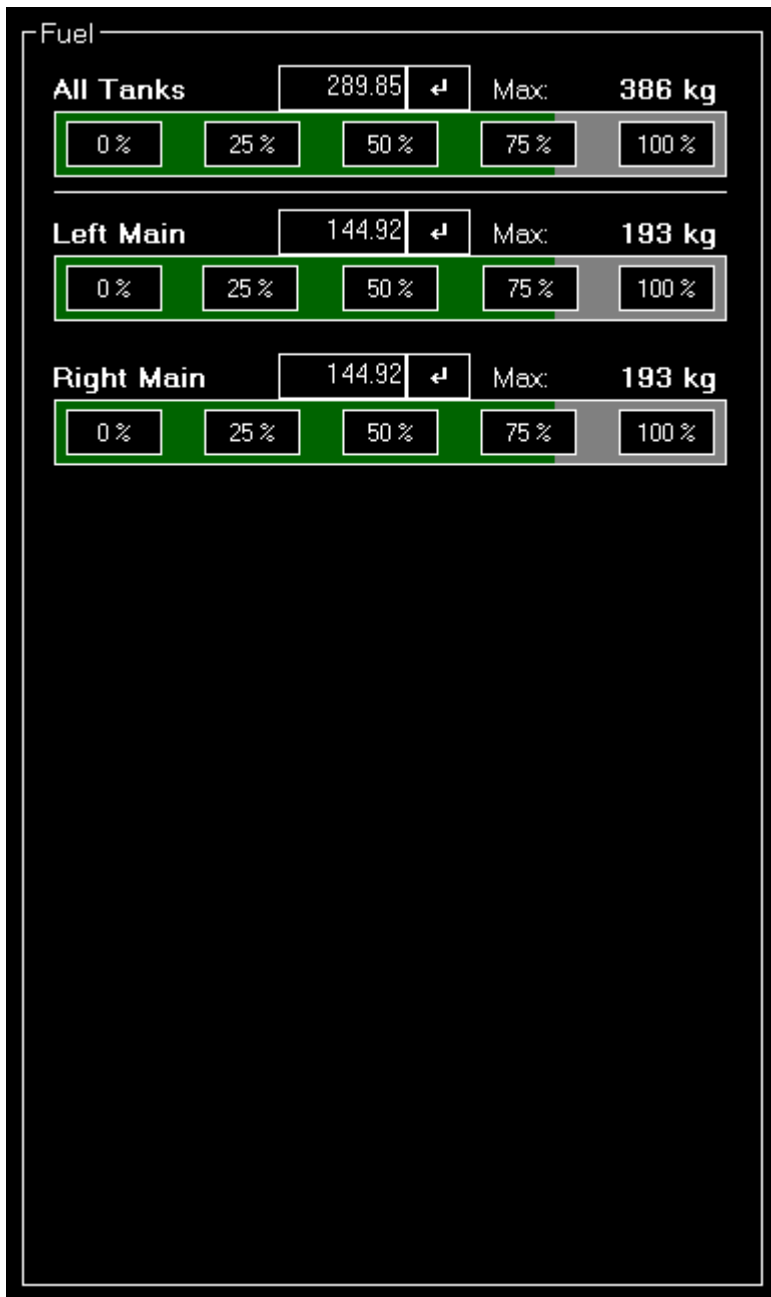 Fuel
All Tanks 289.85 ↵ Max: 386 kg
0 % 25 % 50 % 75 % 100 %
Left Main 144.92 ↵ Max: 193 kg
0 % 25 % 50 % 75 % 100 %
Right Main 144.92 ↵ Max: 193 kg
0 % 25 % 50 % 75 % 100 %